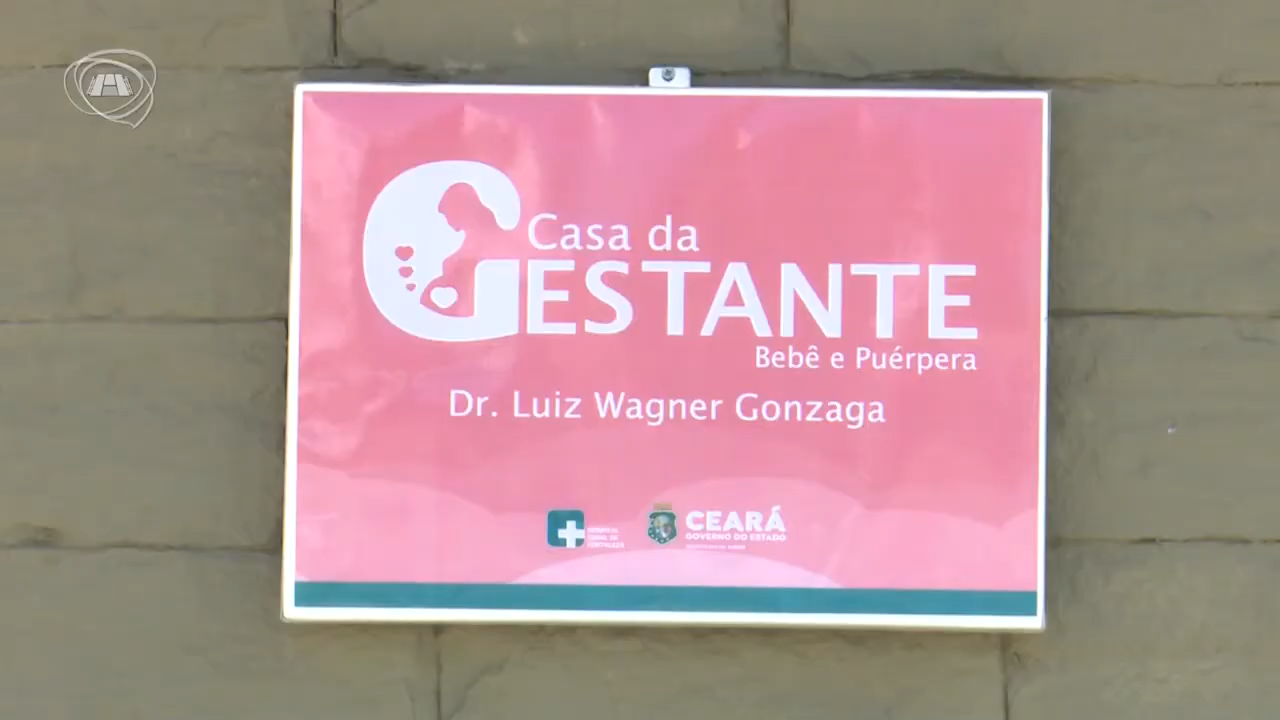 Casa da
GESTANTE
Bebê e Puérpera
Dr. Luiz Wagner Gonzaga
CEARÁ
GOVERNO DO ESTADO